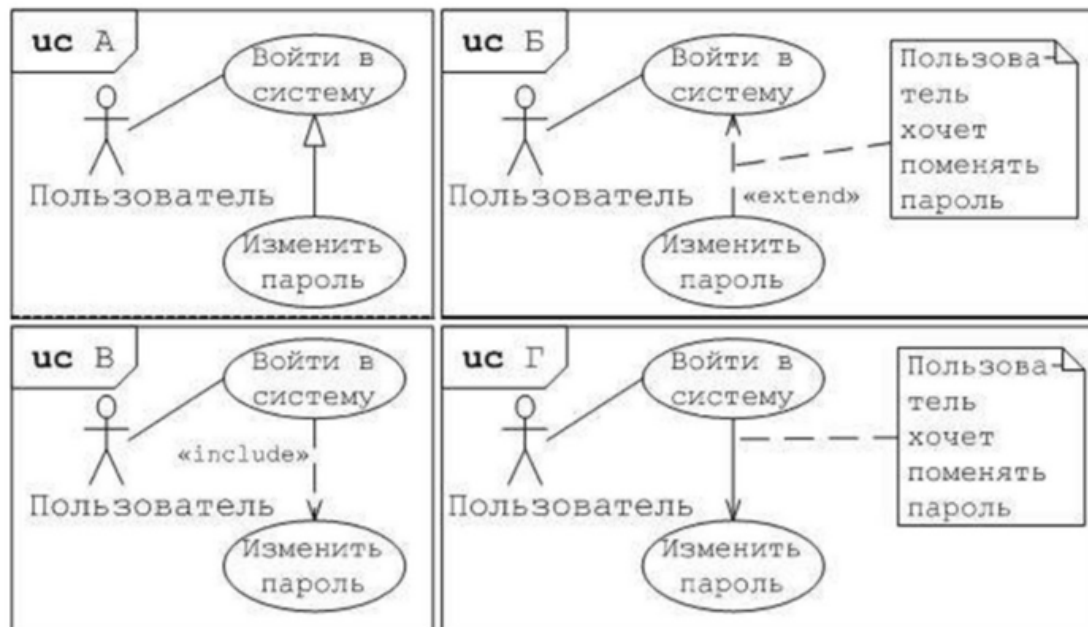 uc А
Войти в
систему
Пользователь
Изменить
пароль
uc Б
Войти в
систему
Пользова-
тель
хочет
поменять
пароль
«extend»
Пользователь
Изменить
пароль
uc В
Войти в
систему
«include»
Пользователь
Изменить
пароль
uc Г
Войти в
систему
Пользова-
тель
хочет
поменять
пароль
Пользователь
Изменить
пароль